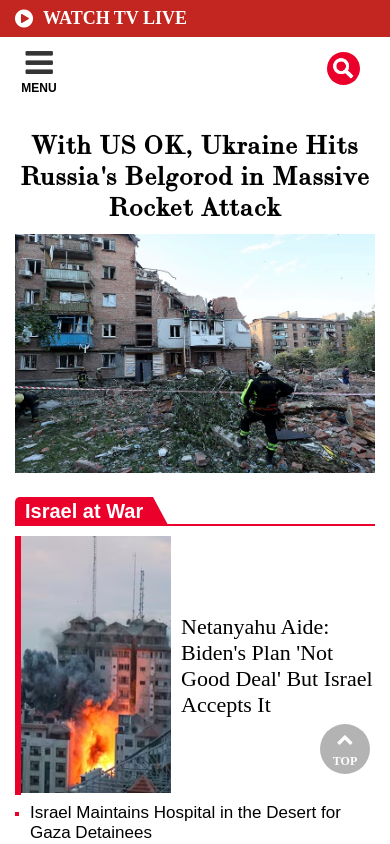 WATCH TV LIVE
MENU
With US OK, Ukraine Hits
Russia's Belgorod in Massive
Rocket Attack
Israel at War
Netanyahu Aide:
Biden's Plan 'Not
Good Deal' But Israel
Accepts It
TOP
Israel Maintains Hospital in the Desert for
Gaza Detainees